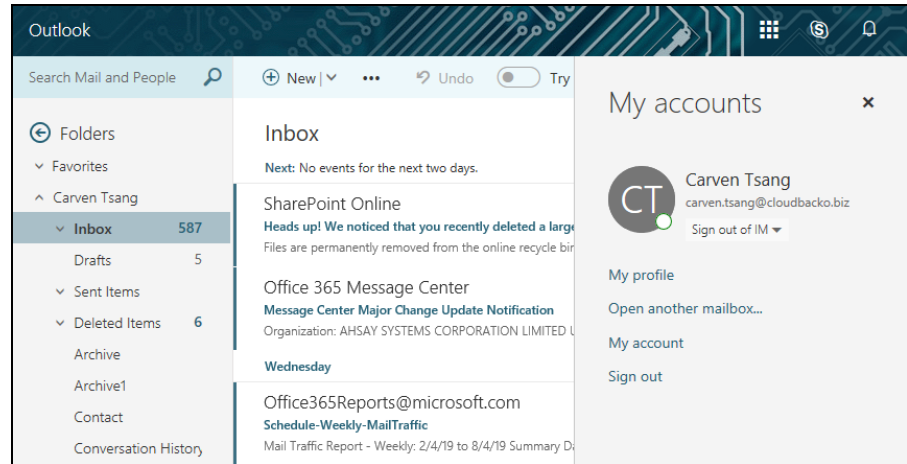 Outlook
Search Mail and People
New
Undo
Try
Folders
Favorites
Carven Tsang
Inbox 587
Drafts 5
Sent Items
Deleted Items 6
Archive
Archive1
Contact
Conversation History
Inbox
Next: No events for the next two days.
SharePoint Online
Heads up! We noticed that you recently deleted a large
Files are permanently removed from the online recycle bin
Office 365 Message Center
Message Center Major Change Update Notification
Organization: AHSAY SYSTEMS CORPORATION LIMITED
Wednesday
Office365Reports@microsoft.com
Schedule-Weekly-MailTraffic
Mail Traffic Report - Weekly: 2/4/19 to 8/4/19 Summary
My accounts
CT
Carven Tsang
carven.tsang@cloudbacko.biz
Sign out of IM
My profile
Open another mailbox...
My account
Sign out